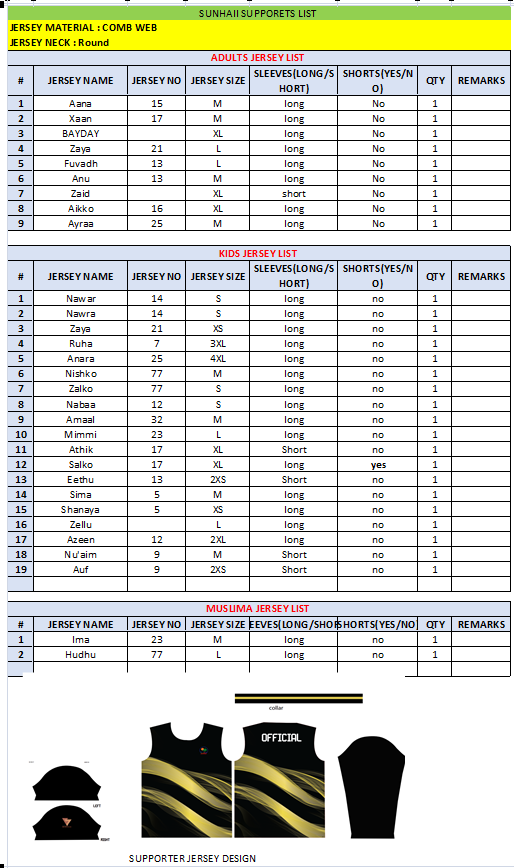 SUNHAII SUPPORETS LIST
JERSEY MATERIAL : COMB WEB
JERSEY NECK : Round
ADULTS JERSEY LIST
# JERSEY NAME JERSEY NO JERSEY SIZE SLEEVES(LONG/SHORT) SHORTS(YES/NO) QTY REMARKS
1 Aana 15 M long No 1
2 Xaan 17 M long No 1
3 BAYDAY XL long No 1
4 Zaya 21 L long No 1
5 Fuvadh 13 L long No 1
6 Anu 13 M long No 1
7 Zaid XL short No 1
8 Aikko 16 XL long No 1
9 Ayraa 25 M long No 1
KIDS JERSEY LIST
# JERSEY NAME JERSEY NO JERSEY SIZE SLEEVES(LONG/SHORT) SHORTS(YES/NO) QTY REMARKS
1 Nawar 14 S long no 1
2 Nawra 14 S long no 1
3 Zaya 21 XS long no 1
4 Ruha 7 3XL long no 1
5 Anara 25 4XL long no 1
6 Nishko 77 M long no 1
7 Zalko 77 S long no 1
8 Nabaa 12 S long no 1
9 Amaal 32 M long no 1
10 Mimmi 23 L long no 1
11 Athik 17 XL Short no 1
12 Salko 17 XL long yes 1
13 Eethu 13 2XS Short no 1
14 Sima 5 M long no 1
15 Shanaya 5 XS long no 1
16 Zellu L long no 1
17 Azeen 12 2XL long no 1
18 Nu'aim 9 M Short no 1
19 Auf 9 2XS Short no 1
MUSLIMA JERSEY LIST
# JERSEY NAME JERSEY NO JERSEY SIZE EEVES(LONG/SHOR SHORTS(YES/NO) QTY REMARKS
1 Ima 23 M long no 1
2 Hudhu 77 L long no 1
collar
OFFICIAL
LEFT
RIGHT
SUPPORTER JERSEY DESIGN